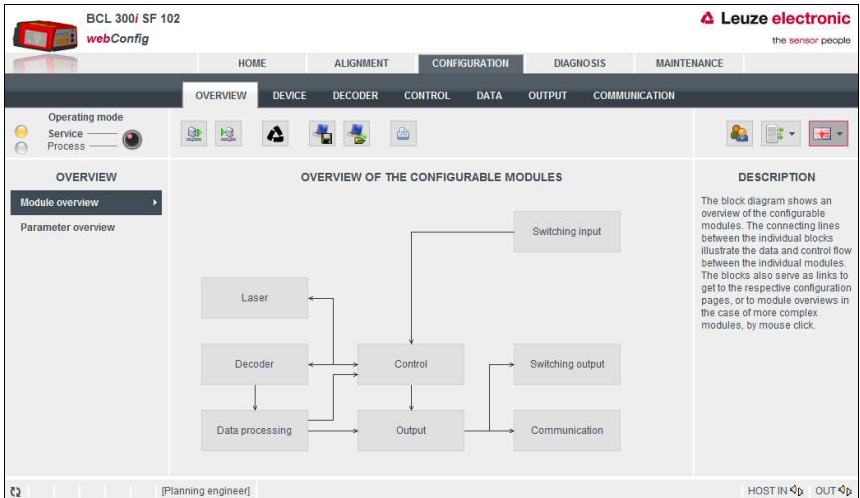 BCL 300i SF 102
webConfig
Leuze electronic
the sensor people
HOME ALIGNMENT CONFIGURATION DIAGNOSIS MAINTENANCE
OVERVIEW DEVICE DECODER CONTROL DATA OUTPUT COMMUNICATION
Operating mode
Service
Process
OVERVIEW
Module overview
Parameter overview
OVERVIEW OF THE CONFIGURABLE MODULES
Switching input
Laser
Decoder
Control
Switching output
Data processing
Output
Communication
DESCRIPTION
The block diagram shows an
overview of the configurable
modules. The connecting lines
between the individual blocks
illustrate the data and control flow
between the individual modules.
The blocks also serve as links to
get to the respective configuration
pages, or to module overviews in
the case of more complex
modules, by mouse click.
[Planning engineer]
HOST IN OUT